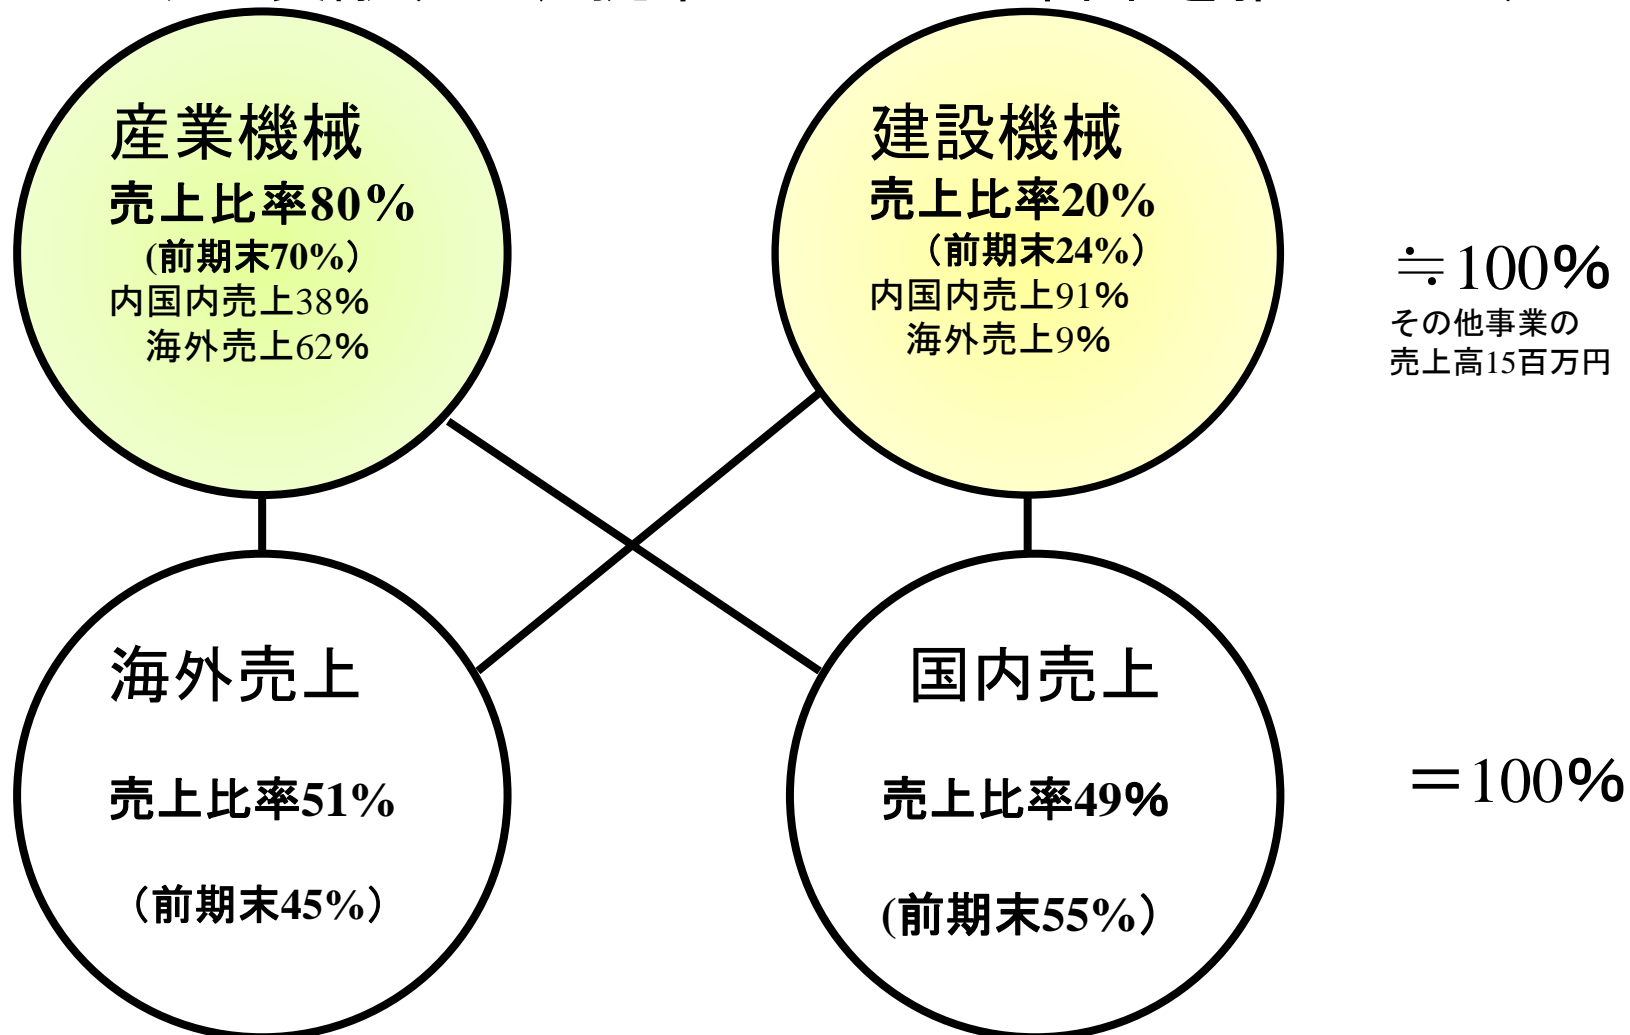 産業機械
売上比率80%
(前期末70%)
内国内売上38%
海外売上62%
建設機械
売上比率20%
(前期末24%)
内国内売上91%
海外売上9%
≒100%
その他事業の
売上高15百万円
海外売上
売上比率51%
(前期末45%)
国内売上
売上比率49%
(前期末55%)
=100%